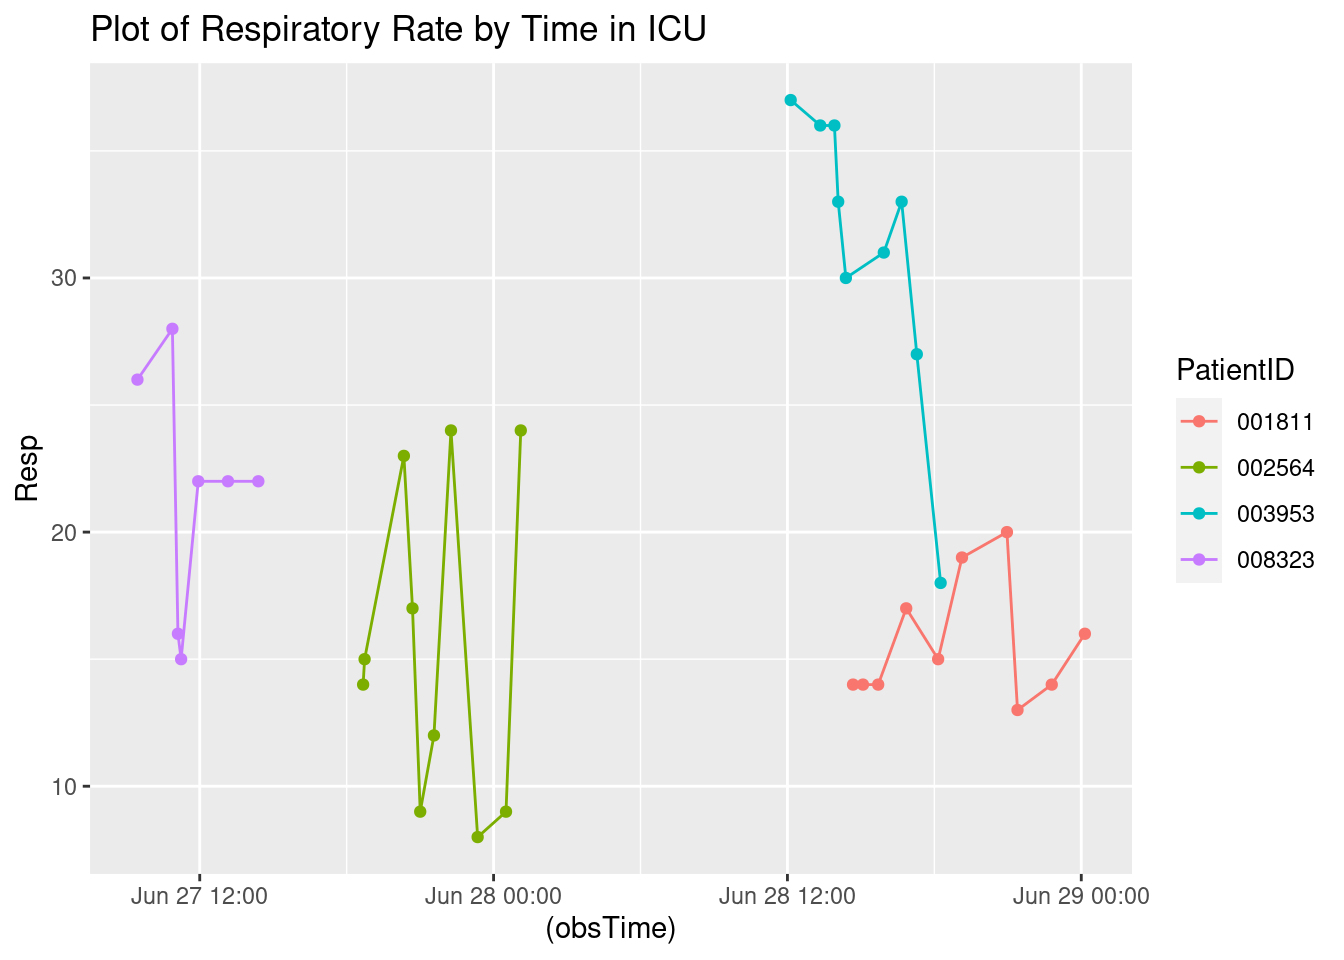 Plot of Respiratory Rate by Time in ICU
Resp
30
20
10
Jun 27 12:00
Jun 28 00:00
Jun 28 12:00
Jun 29 00:00
(obsTime)
PatientID
001811
002564
003953
008323